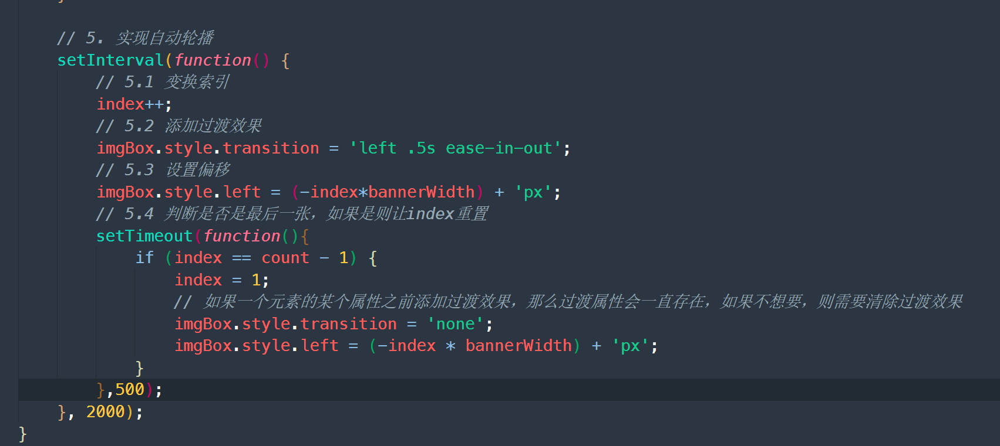 }
// 5. 实现自动轮播
setInterval(function() {
// 5.1 变换索引
index++;
// 5.2 添加过渡效果
imgBox.style.transition = 'left .5s ease-in-out';
// 5.3 设置偏移
imgBox.style.left = (-index*bannerWidth) + 'px';
// 5.4 判断是否是最后一张，如果是则让index重置
setTimeout(function(){
if (index == count - 1) {
index = 1;
// 如果一个元素的某个属性之前添加过渡效果，那么过渡属性会一直存在，如果不想要，则需要清除过渡效果
imgBox.style.transition = 'none';
imgBox.style.left = (-index * bannerWidth) + 'px';
}
},500);
}, 2000);
}